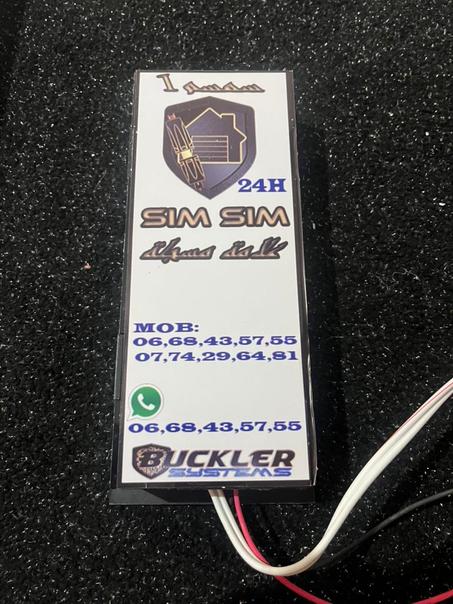 سمسم 1
24H
SIM SIM
MOB:
06,68,43,57,55
07,74,29,64,81
06,68,43,57,55
BUCKLER
SYSTEMS